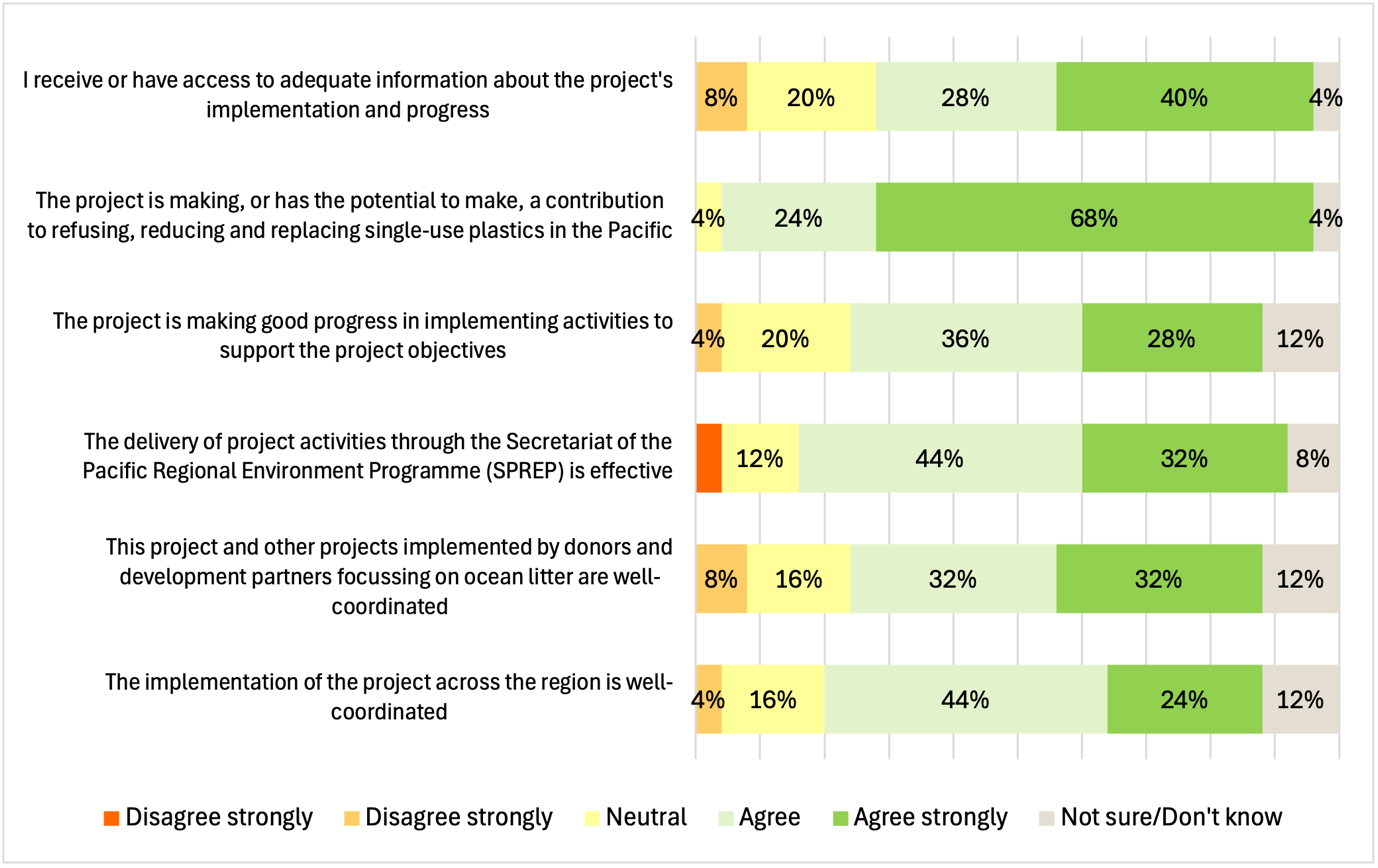 I receive or have access to adequate information about the project's
implementation and progress
8% 20% 28% 40% 4%
The project is making, or has the potential to make, a contribution
to refusing, reducing and replacing single-use plastics in the Pacific
4% 24% 68% 4%
The project is making good progress in implementing activities to
support the project objectives
4% 20% 36% 28% 12%
The delivery of project activities through the Secretariat of the
Pacific Regional Environment Programme (SPREP) is effective
12% 44% 32% 8%
This project and other projects implemented by donors and
development partners focussing on ocean litter are well-
coordinated
8% 16% 32% 32% 12%
The implementation of the project across the region is well-
coordinated
4% 16% 44% 24% 12%
Disagree strongly Disagree strongly Neutral Agree Agree strongly Not sure/Don't know